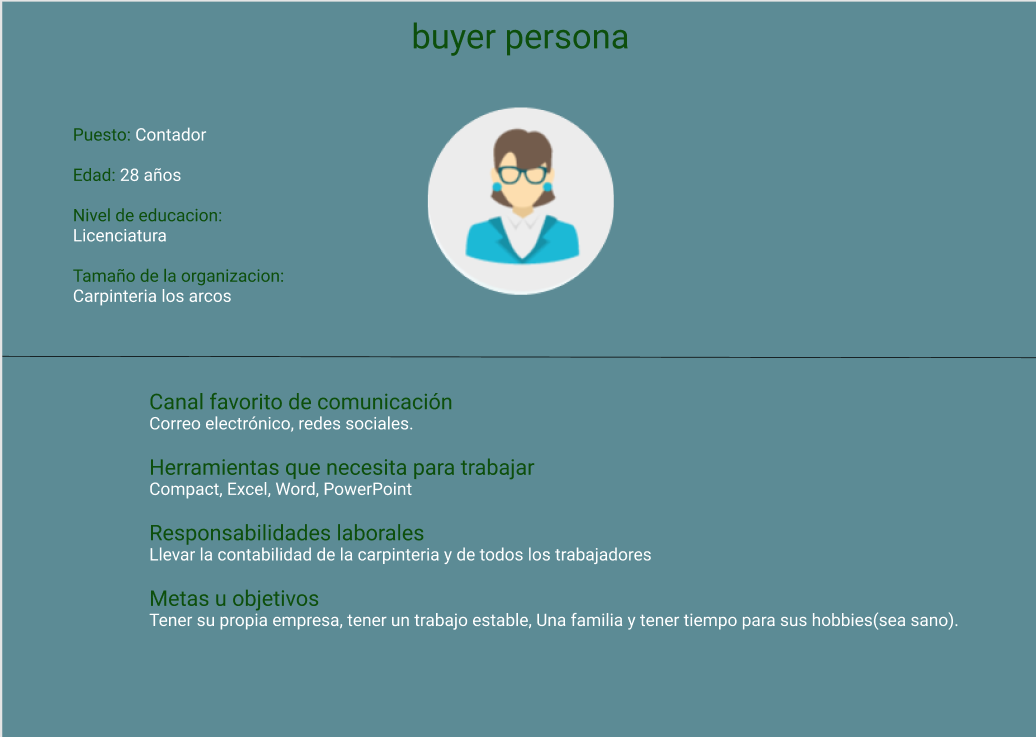 buyer persona
Puesto: Contador
Edad: 28 años
Nivel de educacion:
Licenciatura
Tamaño de la organizacion:
Carpinteria los arcos
Canal favorito de comunicación
Correo electrónico, redes sociales.
Herramientas que necesita para trabajar
Compact, Excel, Word, PowerPoint
Responsabilidades laborales
Llevar la contabilidad de la carpinteria y de todos los trabajadores
Metas u objetivos
Tener su propia empresa, tener un trabajo estable, Una familia y tener tiempo para sus hobbies(sea sano).